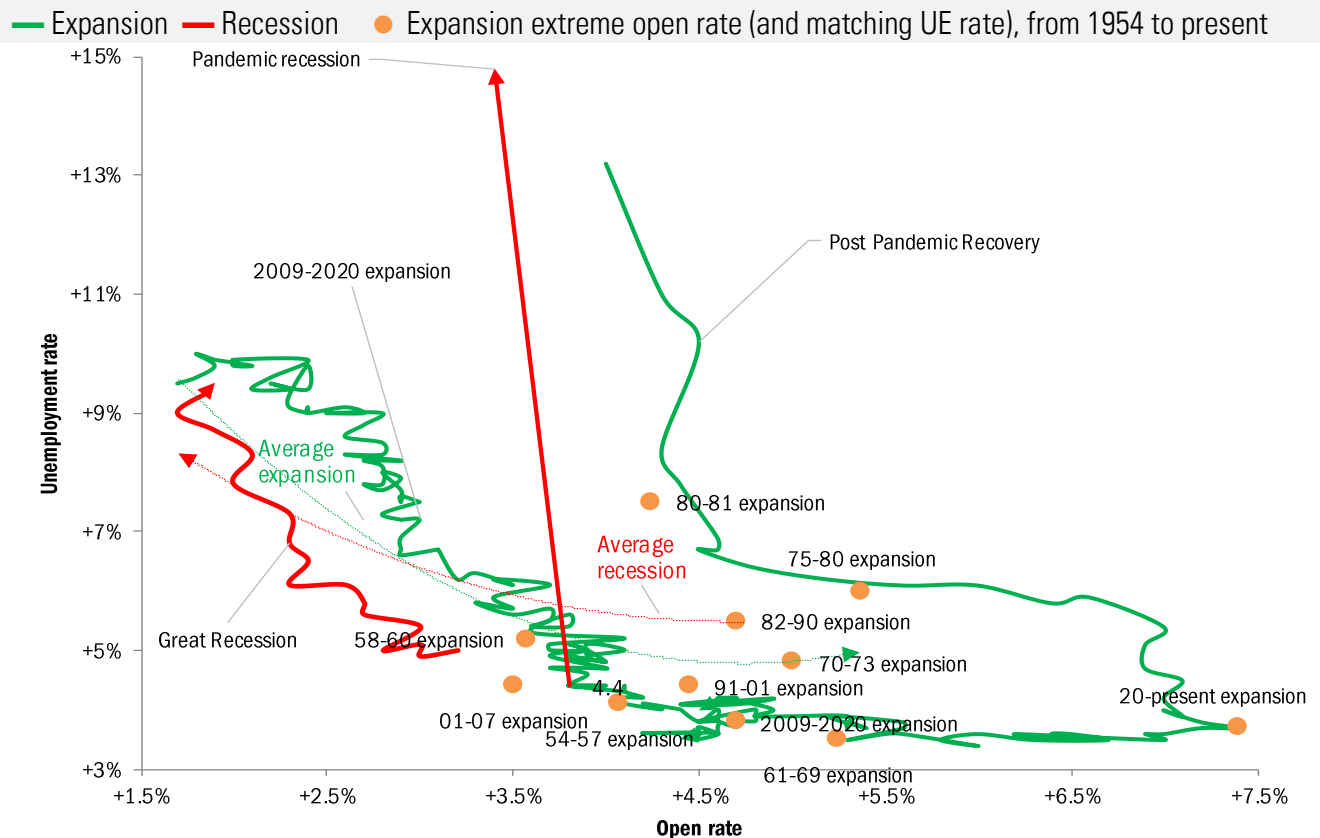 Expansion Recession Expansion extreme open rate (and matching UE rate), from 1954 to present
+15%
Pandemic recession
+13%
Post Pandemic Recovery
2009-2020 expansion
+11%
Unemployment rate
+9%
Average
expansion
80-81 expansion
+7%
Average
recession
75-80 expansion
82-90 expansion
Great Recession
58-60 expansion
+5%
70-73 expansion
4.4
91-01 expansion
20-present expansion
01-07 expansion
2009-2020 expansion
54-57 expansion
+3%
61-69 expansion
+1.5% +2.5% +3.5% +4.5% +5.5% +6.5% +7.5%
Open rate